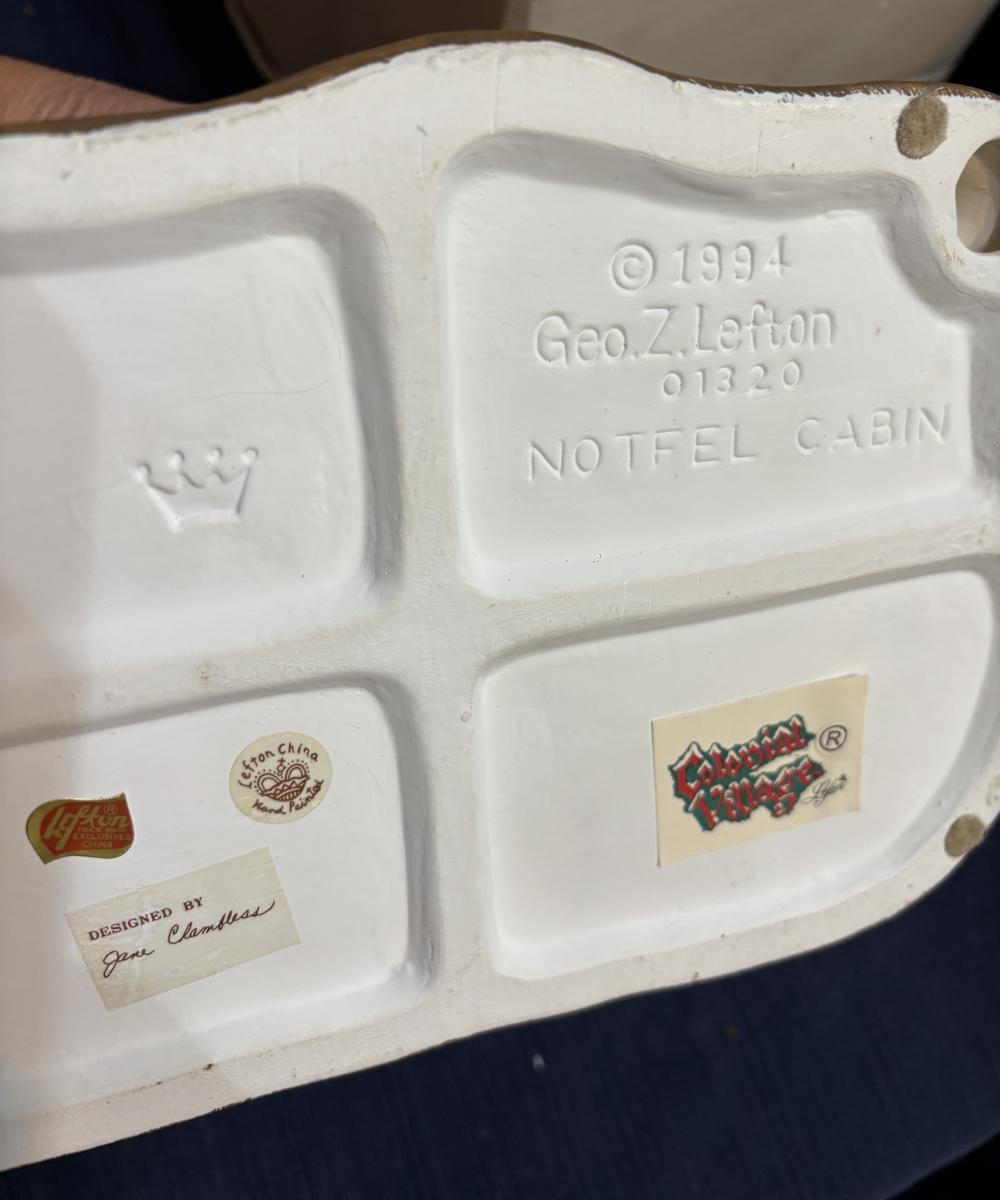 © 1994
Geo.Z.Lefton
01320
NOTFEL CABIN
Lefton China
Hand Painted
Lefton®
TRADE MARK
EXCLUSIVES
CHINA
DESIGNED BY
Jane Clambless
Colonial
Village ®
Lefton